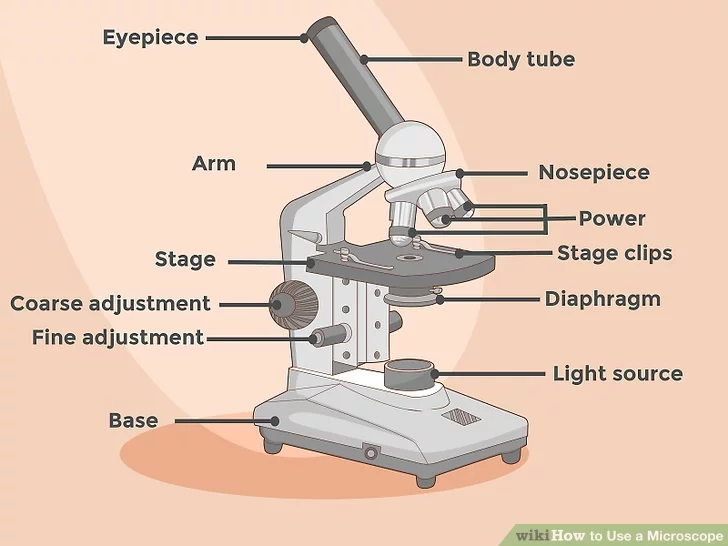 Eyepiece
Body tube
Arm
Nosepiece
Power
Stage
Stage clips
Coarse adjustment
Diaphragm
Fine adjustment
Light source
Base
wikiHow to Use a Microscope